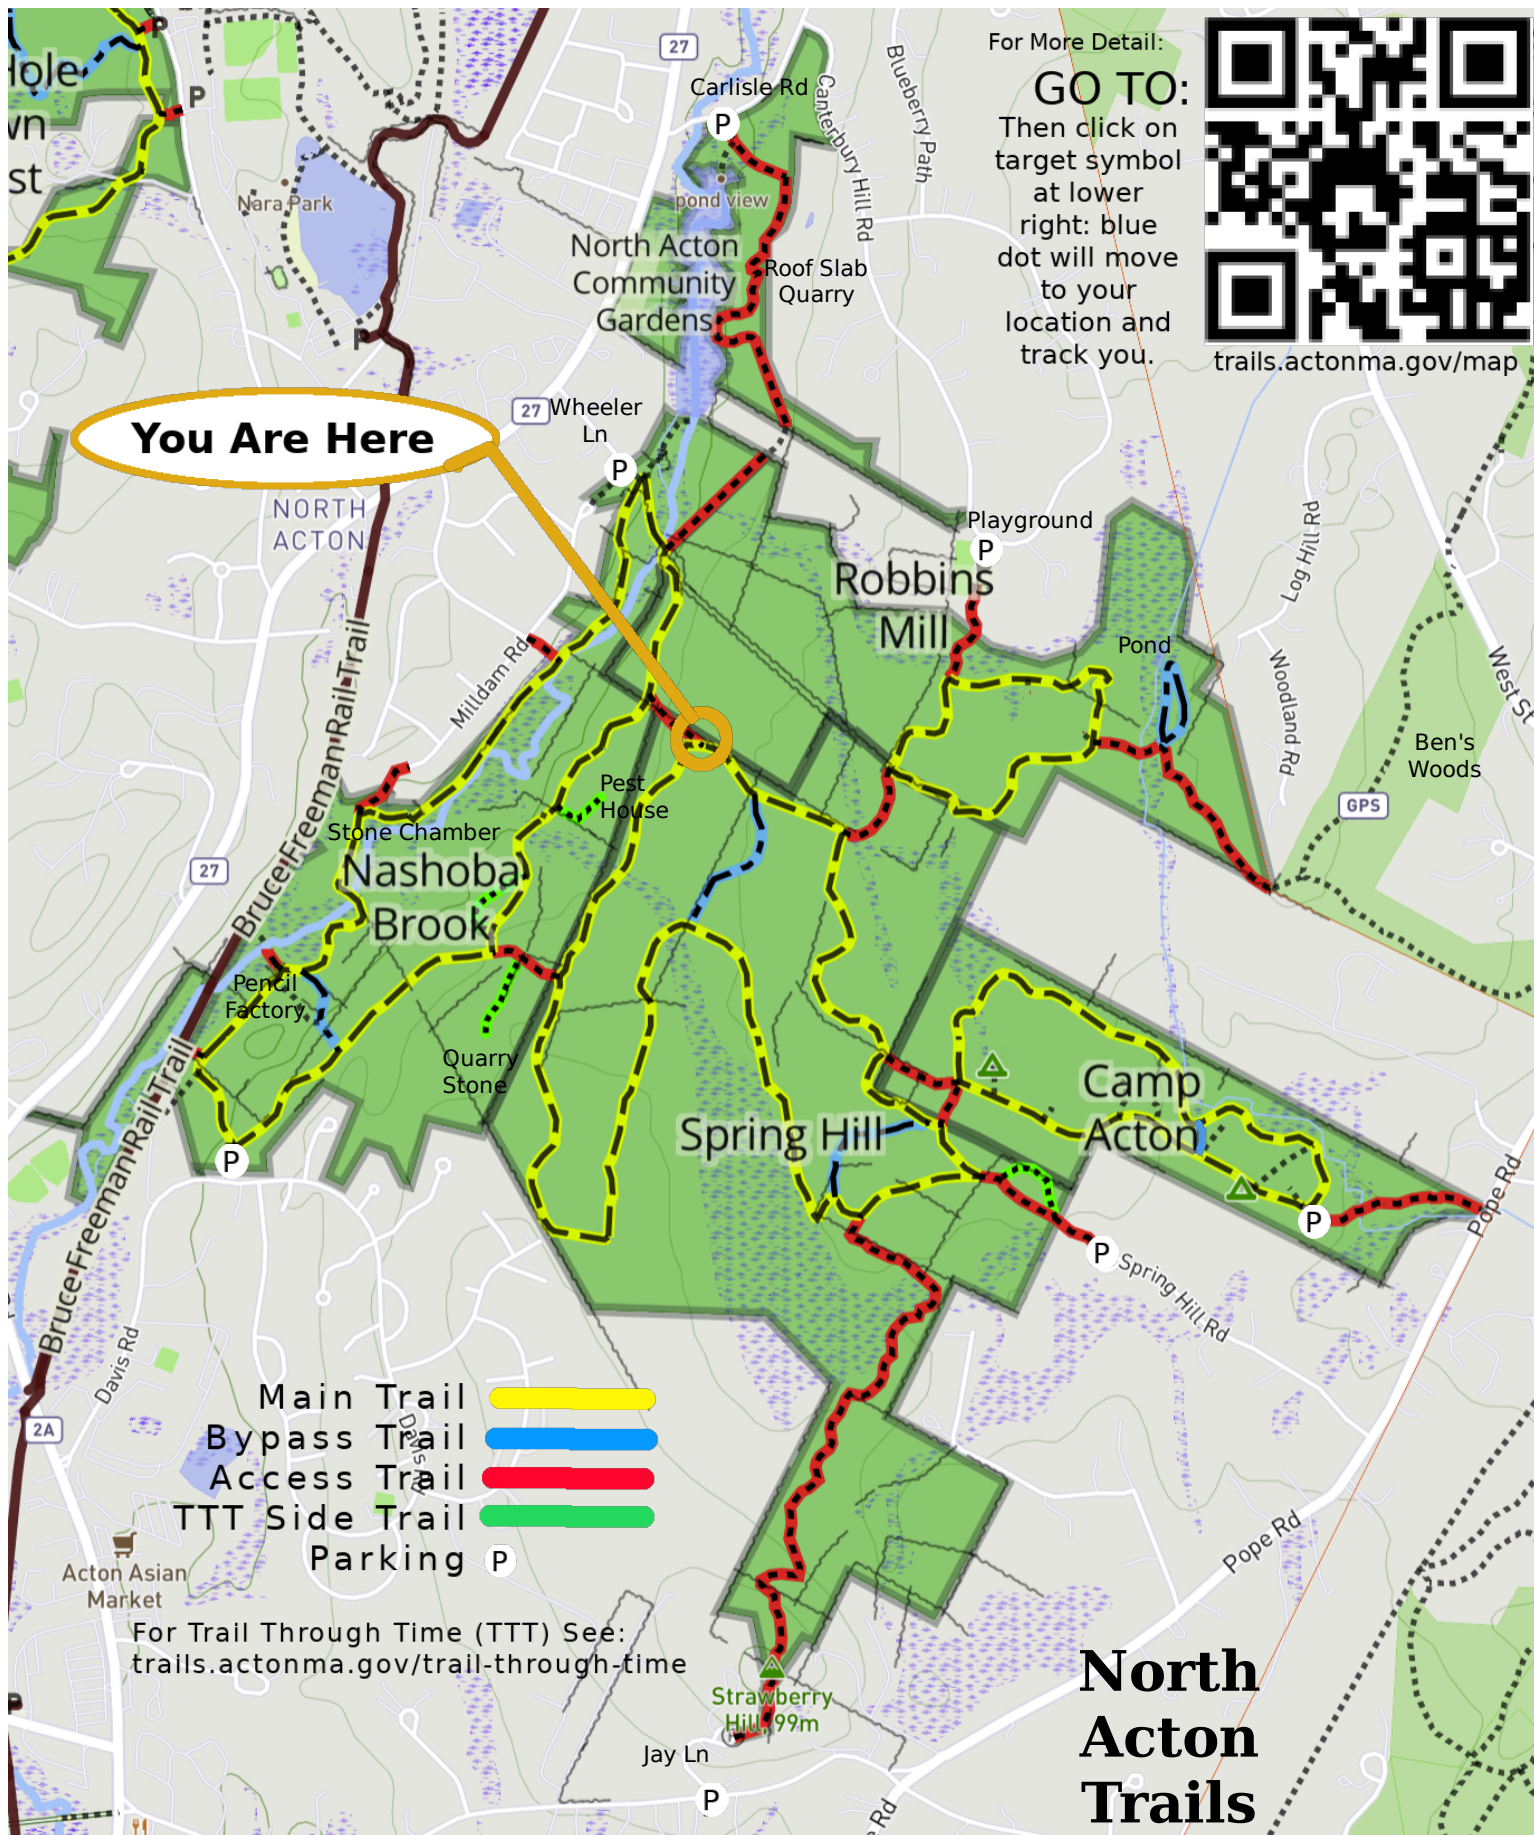 P
Hole
wn
st
P
Nara Park
P
27
Carlisle Rd
P
pond view
Canterbury Hill Rd
Blueberry Path
For More Detail:
GO TO:
Then click on
target symbol
at lower
right: blue
dot will move
to your
location and
track you.
trails.actonma.gov/map
North Acton
Community
Gardens
Roof Slab
Quarry
27
Wheeler
Ln
P
You Are Here
NORTH
ACTON
Playground
P
Robbins
Mill
Log Hill Rd
Pond
Woodland Rd
West St
Ben's
Woods
GPS
Milldam Rd
Bruce Freeman Rail Trail
Pest
House
Stone Chamber
Nashoba
Brook
27
Pencil
Factory
Quarry
Stone
P
Bruce Freeman Rail Trail
Spring Hill
Camp
Acton
P
P
Spring Hill Rd
Pope Rd
Davis Rd
2A
Davis Rd
Main Trail
Bypass Trail
Access Trail
TTT Side Trail
Parking P
Acton Asian
Market
For Trail Through Time (TTT) See:
trails.actonma.gov/trail-through-time
Pope Rd
Strawberry
Hill, 99m
Jay Ln
P
P
e Rd
North
Acton
Trails